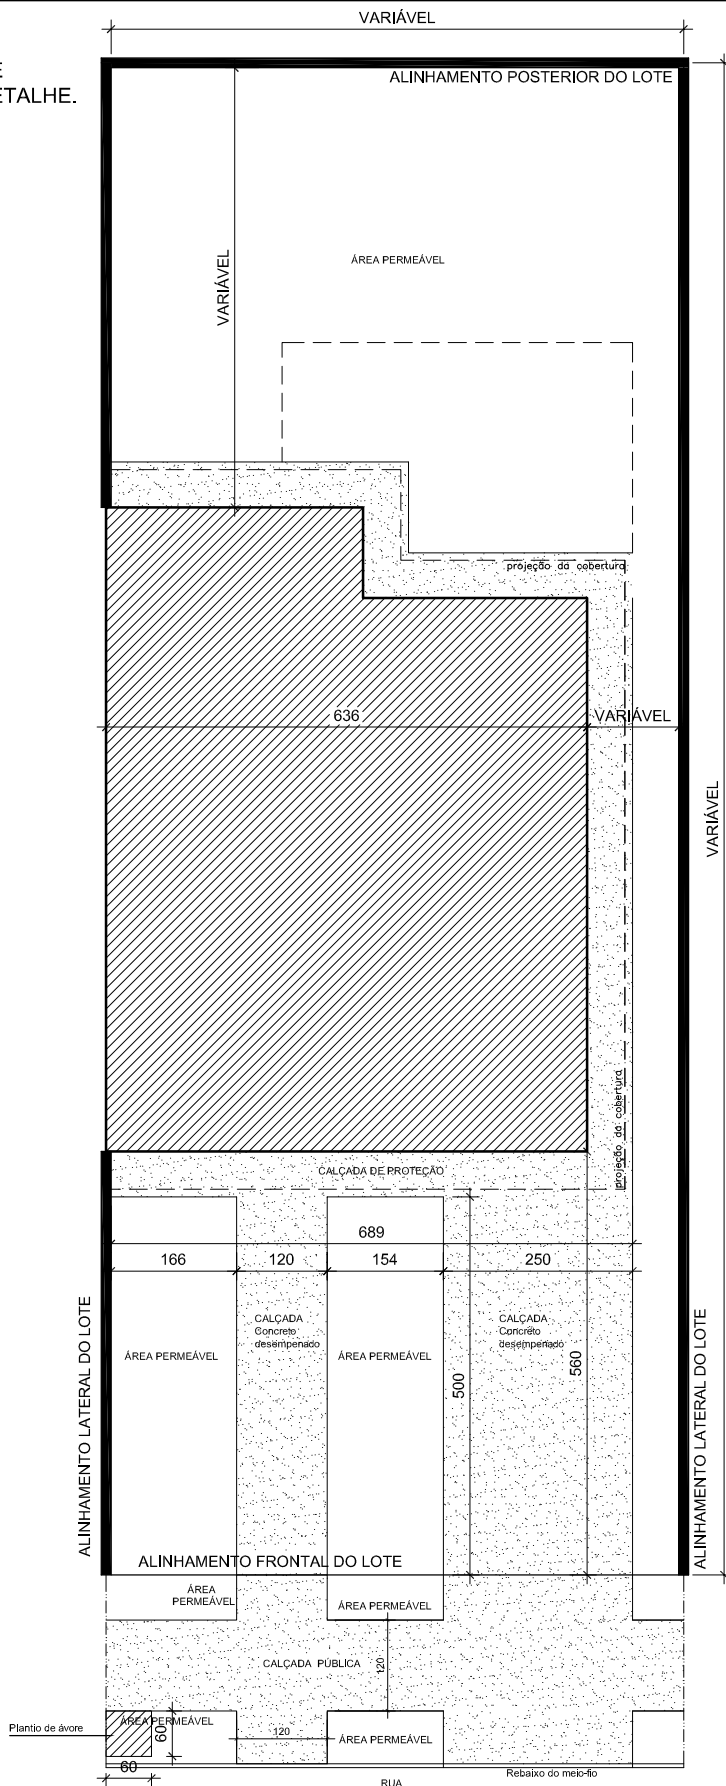 VARIÁVEL
ETALHE.
ALINHAMENTO POSTERIOR DO LOTE
VARIÁVEL
ÁREA PERMEÁVEL
projeção da cobertura
636
VARIÁVEL
VARIÁVEL
projeção da cobertura
CALÇADA DE PROTEÇÃO
689
166
120
154
250
CALÇADA
Concreto
desempenado
CALÇADA
Concreto
desempenado
ÁREA PERMEÁVEL
ÁREA PERMEÁVEL
500
560
ALINHAMENTO LATERAL DO LOTE
ALINHAMENTO LATERAL DO LOTE
ALINHAMENTO FRONTAL DO LOTE
ÁREA
PERMEÁVEL
ÁREA PERMEÁVEL
CALÇADA PÚBLICA
120
ÁREA PERMEÁVEL
Plantio de ávore
60
120
ÁREA PERMEÁVEL
60
Rebaixo do meio-fio
RUA